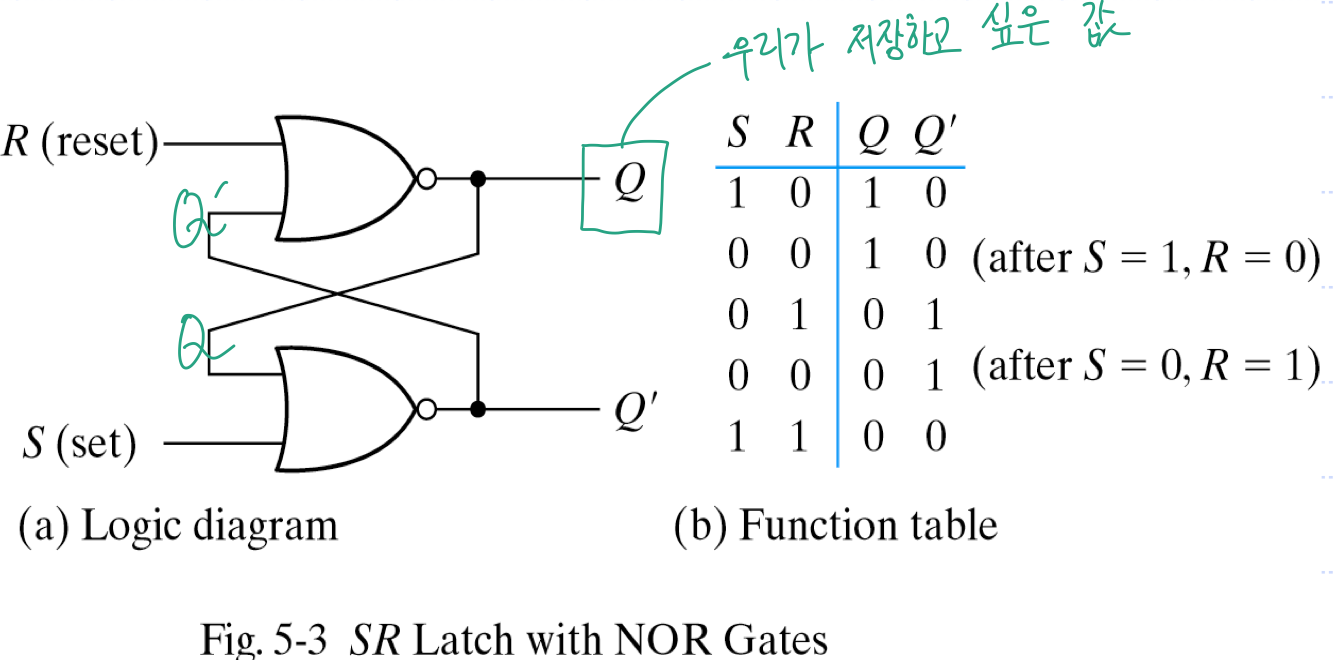 우리가 저장하고 싶은 값
R (reset)
Q'
Q
Q
S (set)
Q'
S R Q Q'
1 0 1 0
0 0 1 0 (after S = 1, R = 0)
0 1 0 1
0 0 0 1 (after S = 0, R = 1)
1 1 0 0
(a) Logic diagram
(b) Function table
Fig. 5-3 SR Latch with NOR Gates